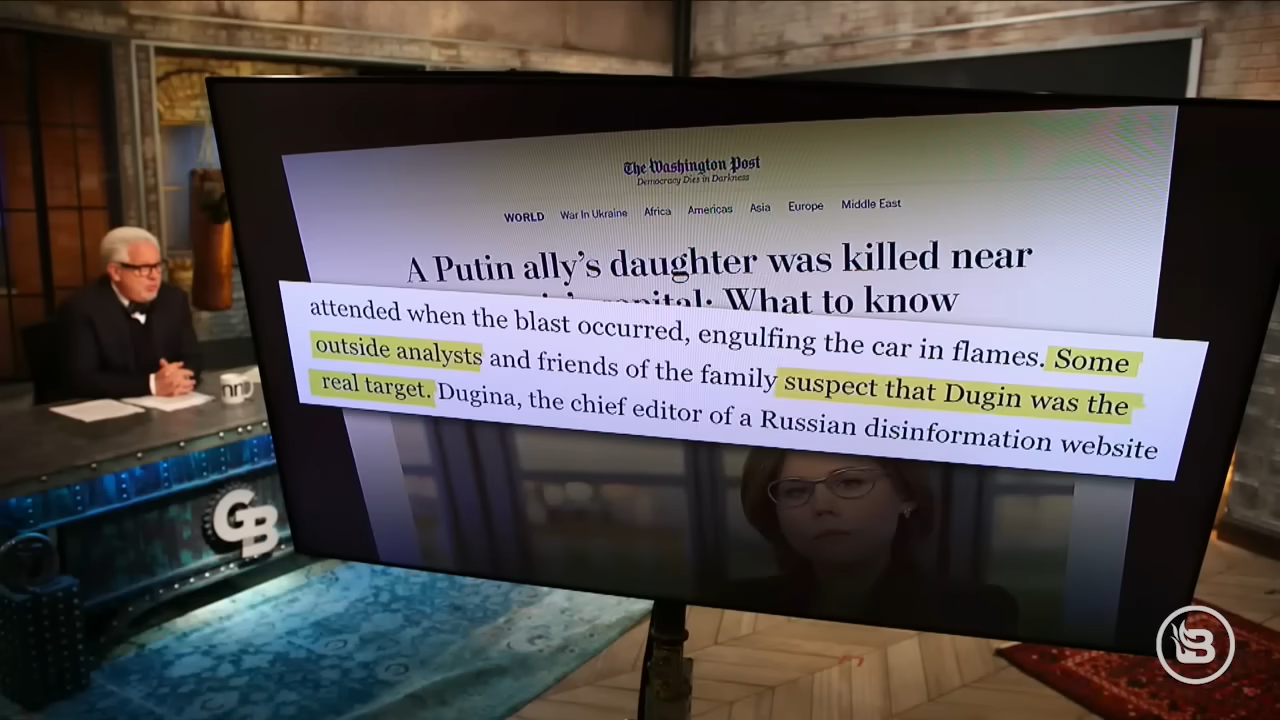 The Washington Post
Democracy Dies in Darkness
WORLD War In Ukraine Africa Americas Asia Europe Middle East
A Putin ally's daughter was killed near
capital: What to know
attended when the blast occurred, engulfing the car in flames. Some
outside analysts and friends of the family suspect that Dugin was the
real target. Dugina, the chief editor of a Russian disinformation website
GB
B